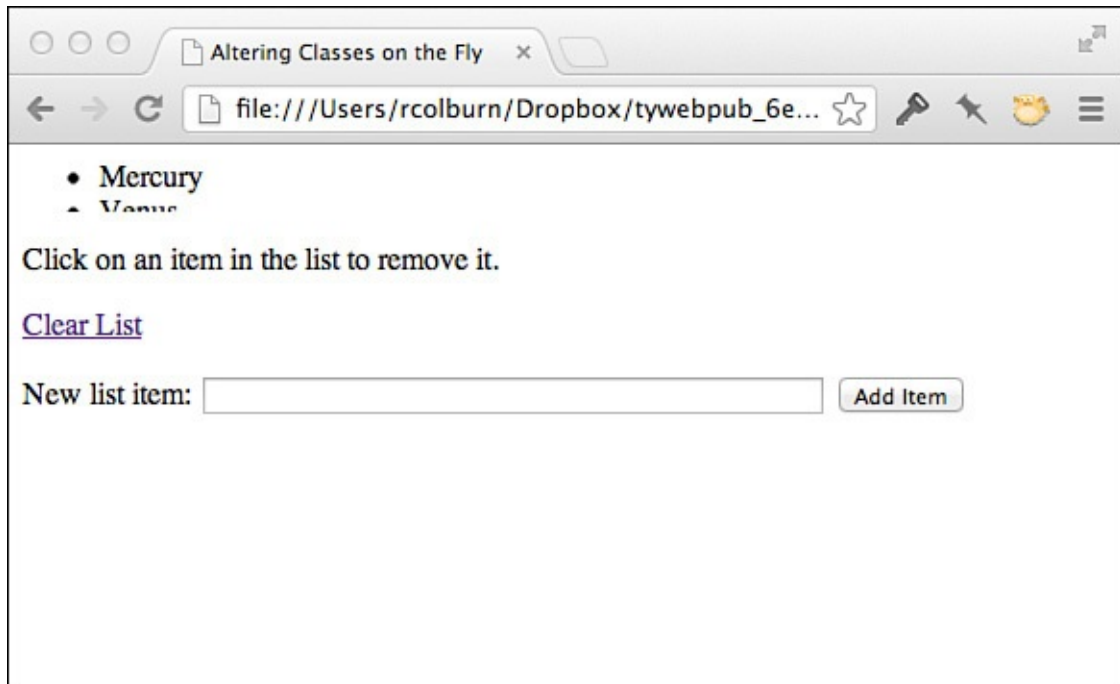 Altering Classes on the Fly
file:///Users/rcolburn/Dropbox/tywebpub_6e...
Mercury
Venus
Click on an item in the list to remove it.
Clear List
New list item:
Add Item